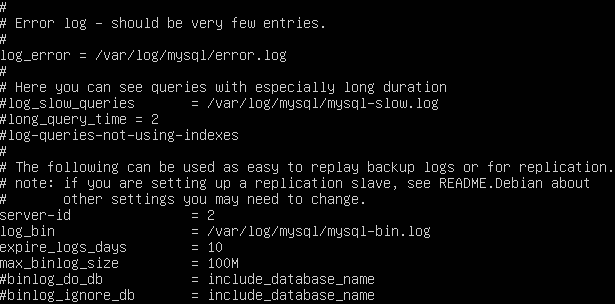 #
# Error log - should be very few entries.
#
log_error = /var/log/mysql/error.log
#
# Here you can see queries with especially long duration
#log_slow_queries = /var/log/mysql/mysql-slow.log
#long_query_time = 2
#log-queries-not-using-indexes
#
# The following can be used as easy to replay backup logs or for replication.
# note: if you are setting up a replication slave, see README.Debian about
# other settings you may need to change.
server-id = 2
log_bin = /var/log/mysql/mysql-bin.log
expire_logs_days = 10
max_binlog_size = 100M
#binlog_do_db = include_database_name
#binlog_ignore_db = include_database_name